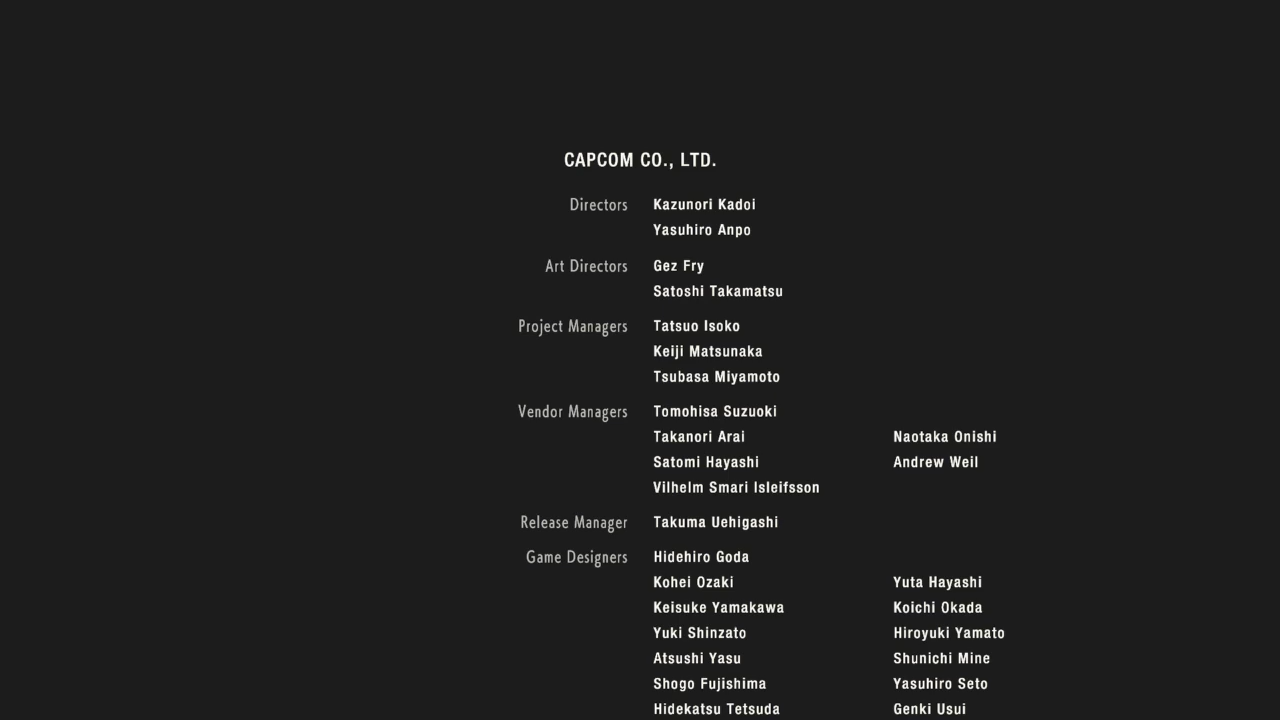 CAPCOM CO., LTD.
Directors Kazunori Kadoi
Yasuhiro Anpo
Art Directors Gez Fry
Satoshi Takamatsu
Project Managers Tatsuo Isoko
Keiji Matsunaka
Tsubasa Miyamoto
Vendor Managers Tomohisa Suzuoki
Takanori Arai Naotaka Onishi
Satomi Hayashi Andrew Weil
Vilhelm Smari Isleifsson
Release Manager Takuma Uehigashi
Game Designers Hidehiro Goda
Kohei Ozaki Yuta Hayashi
Keisuke Yamakawa Koichi Okada
Yuki Shinzato Hiroyuki Yamato
Atsushi Yasu Shunichi Mine
Shogo Fujishima Yasuhiro Seto
Hidekatsu Tetsuda Genki Usui